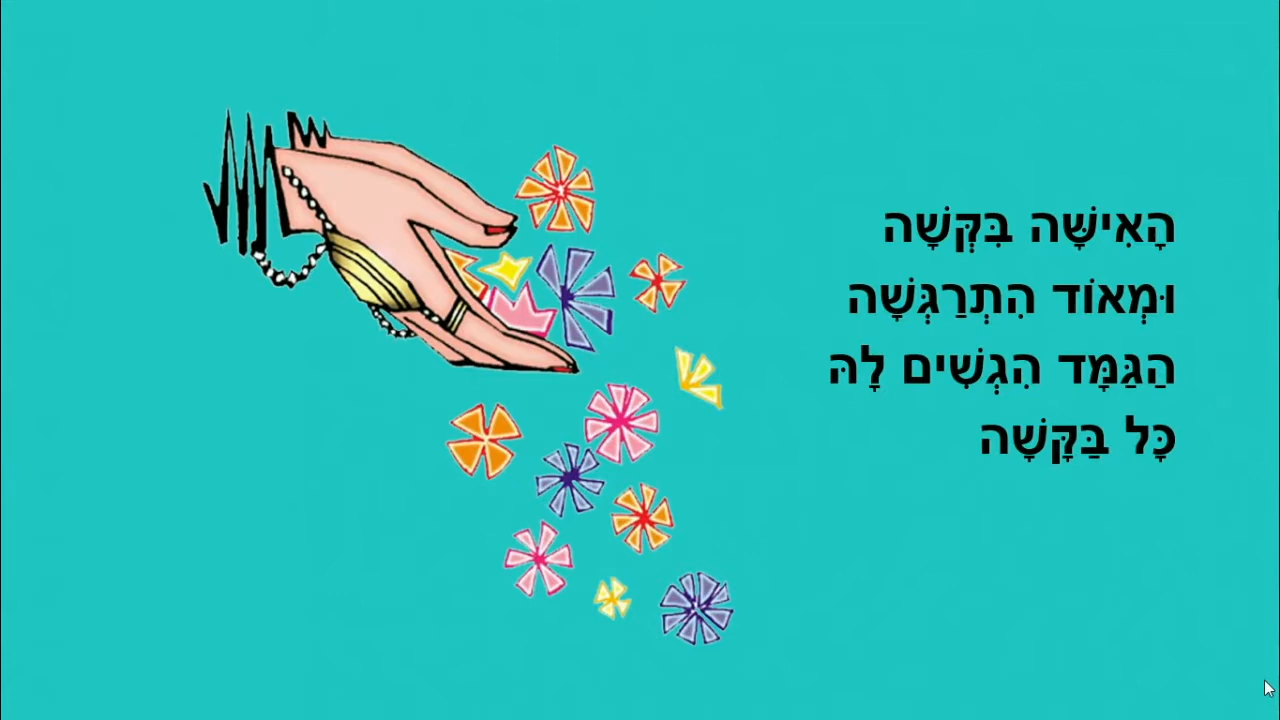 הָאִישָּׁה בִּקְּשָׁה
וּמְאוֹד הִתְרַגְּשָׁה
הַגַּמָּד הִגְשִׁים לָהּ
כָּל בַּקָּשָׁה